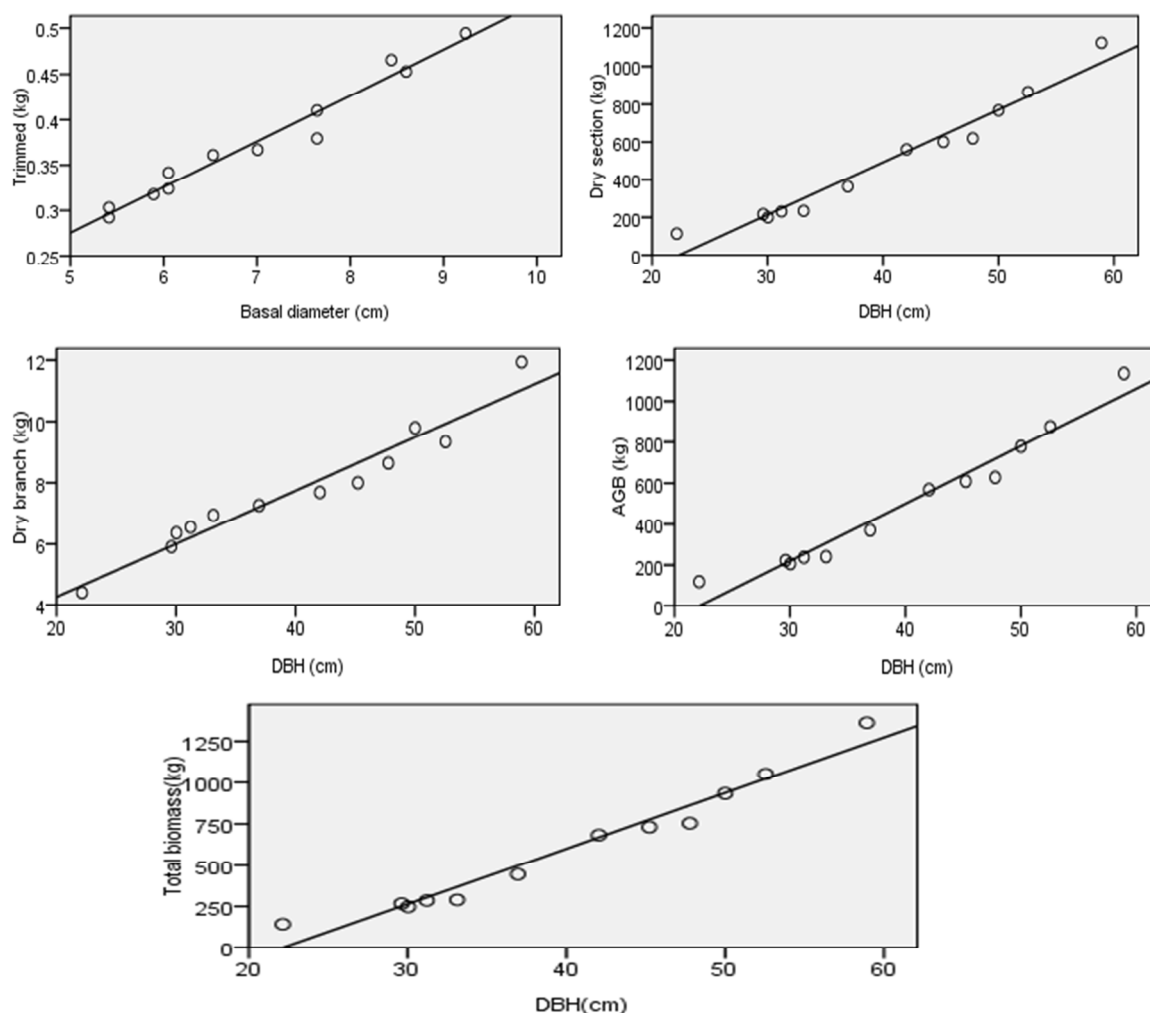 Trimmed (kg)
0.5
0.45
0.4
0.35
0.3
0.25
5 6 7 8 9 10
Basal diameter (cm)
Dry section (kg)
1200
1000
800
600
400
200
0
20 30 40 50 60
DBH (cm)
Dry branch (kg)
12
10
8
6
4
20 30 40 50 60
DBH (cm)
AGB (kg)
1200
1000
800
600
400
200
0
20 30 40 50 60
DBH (cm)
Total biomass(kg)
1250
1000
750
500
250
0
20 30 40 50 60
DBH(cm)